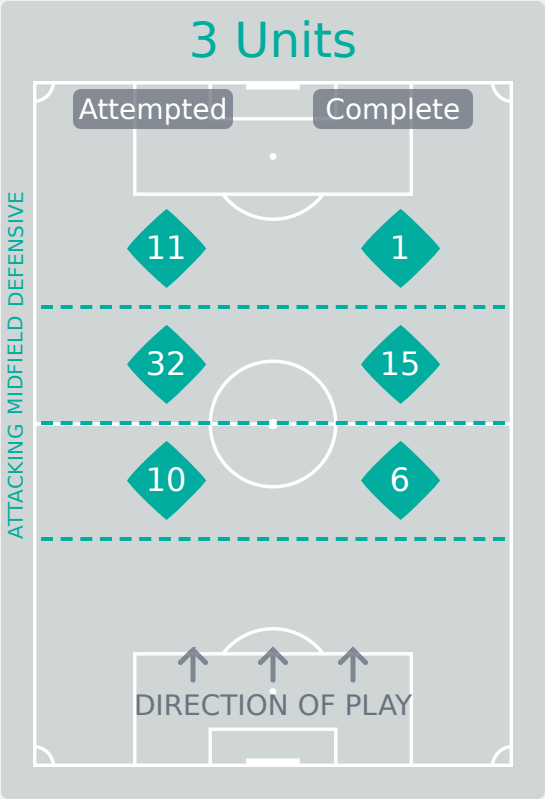 3 Units
Attempted Complete
11 1
32 15
10 6
ATTACKING MIDFIELD DEFENSIVE
DIRECTION OF PLAY